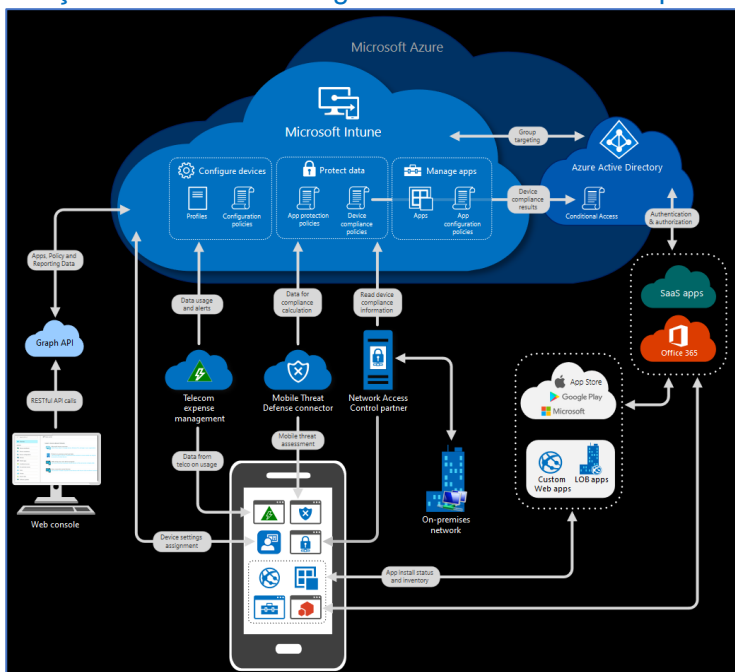 Microsoft Azure
Microsoft Intune
Group
targeting
Azure Active Directory
Configure devices
Protect data
Manage apps
Profiles
Configuration
policies
App protection
policies
Device
compliance
policies
Apps
App
configuration
policies
Device
compliance
results
Conditional Access
Authentication
& authorization
Apps, Policy and
Reporting Data
Data usage
and alerts
Data for
compliance
calculation
Read device
compliance
information
SaaS apps
Office 365
Graph API
RESTful API calls
Telecom
expense
management
Mobile Threat
Defense connector
Network Access
Control partner
App Store
Google Play
Microsoft
Custom
Web apps
LOB apps
Mobile threat
assessment
Data from
telco on usage
Web console
Device settings
assignment
On-premises
network
App install status
and inventory